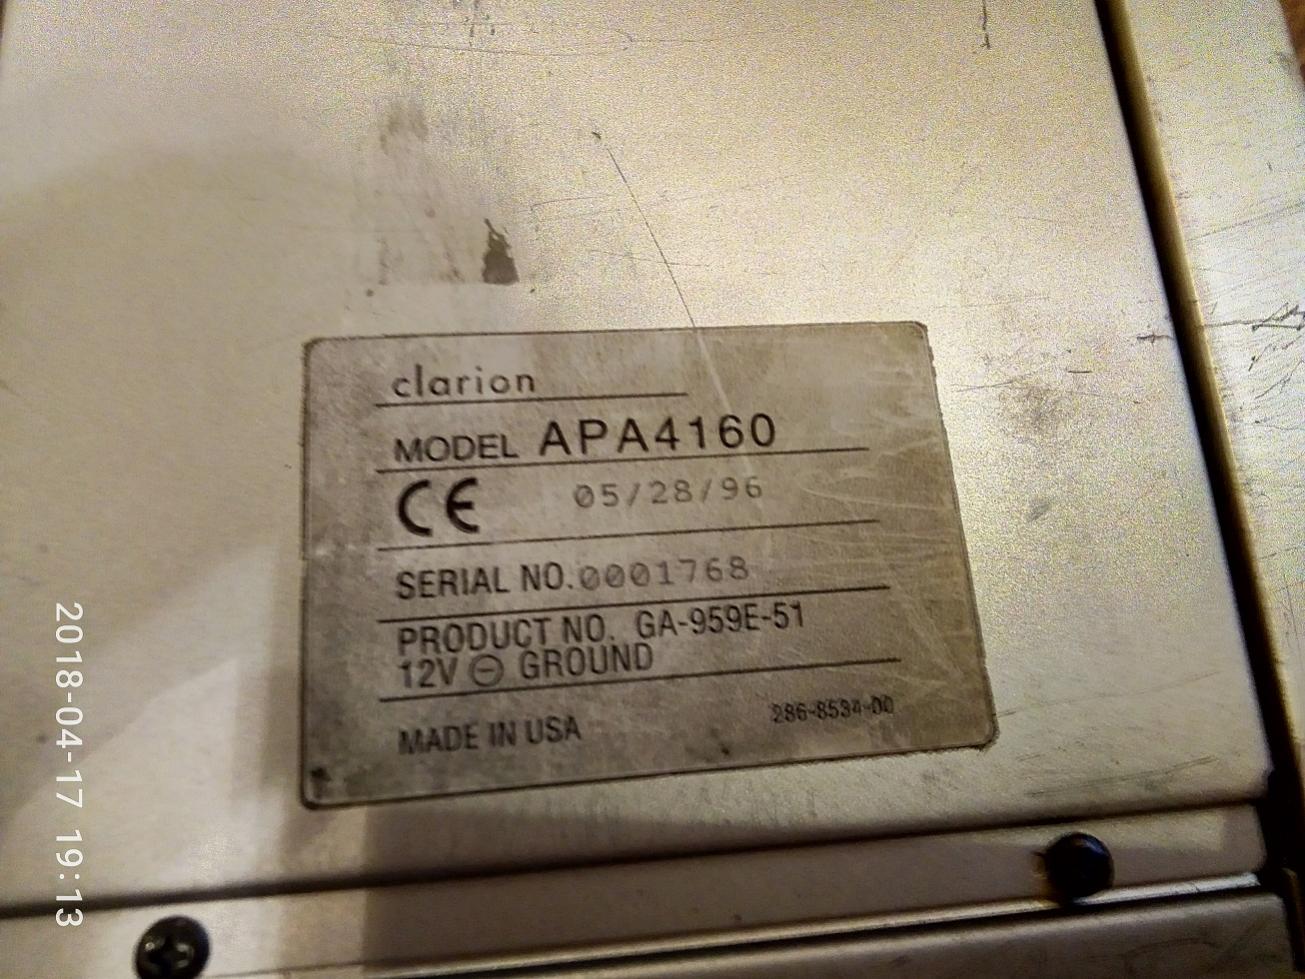 clarion
MODEL APA4160
CE 05/28/96
SERIAL NO. 0001768
PRODUCT NO. GA-959E-51
12V ⊖ GROUND
MADE IN USA 286-8534-00
2018-04-17 19:13